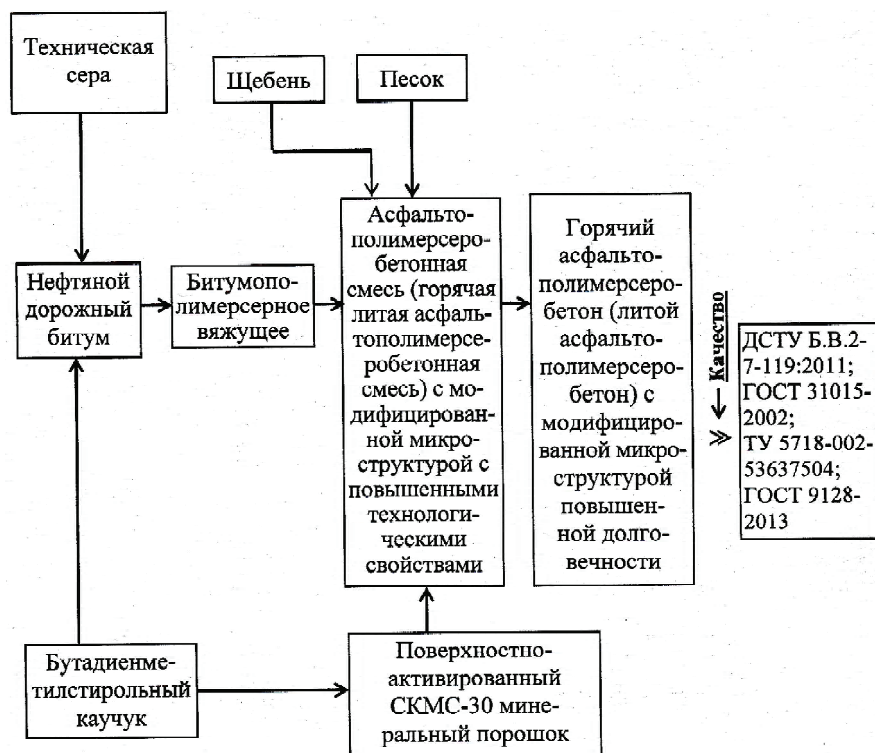 Техническая
сера
Щебень
Песок
Нефтяной
дорожный
битум
Битумопо-
лимерсерное
вяжущее
Асфальто-
полимерсеро-
бетонная
смесь (горячая
литая асфаль-
тополимерсе-
робетонная
смесь) с мо-
дифицирован-
ной микро-
структурой с
повышенными
технологи-
ческими
свойствами
Горячий
асфальто-
полимерсеро-
бетон (литой
асфальто-
полимерсеро-
бетон) с
модифициро-
ванной микро-
структурой
повышен-
ной долго-
вечности
Качество
ДСТУ Б.В.2-
7-119:2011;
ГОСТ 31015-
2002;
ТУ 5718-002-
53637504;
ГОСТ 9128-
2013
Бутадиенме-
тилстирольный
каучук
Поверхностно-
активированный
СКМС-30 мине-
ральный порошок